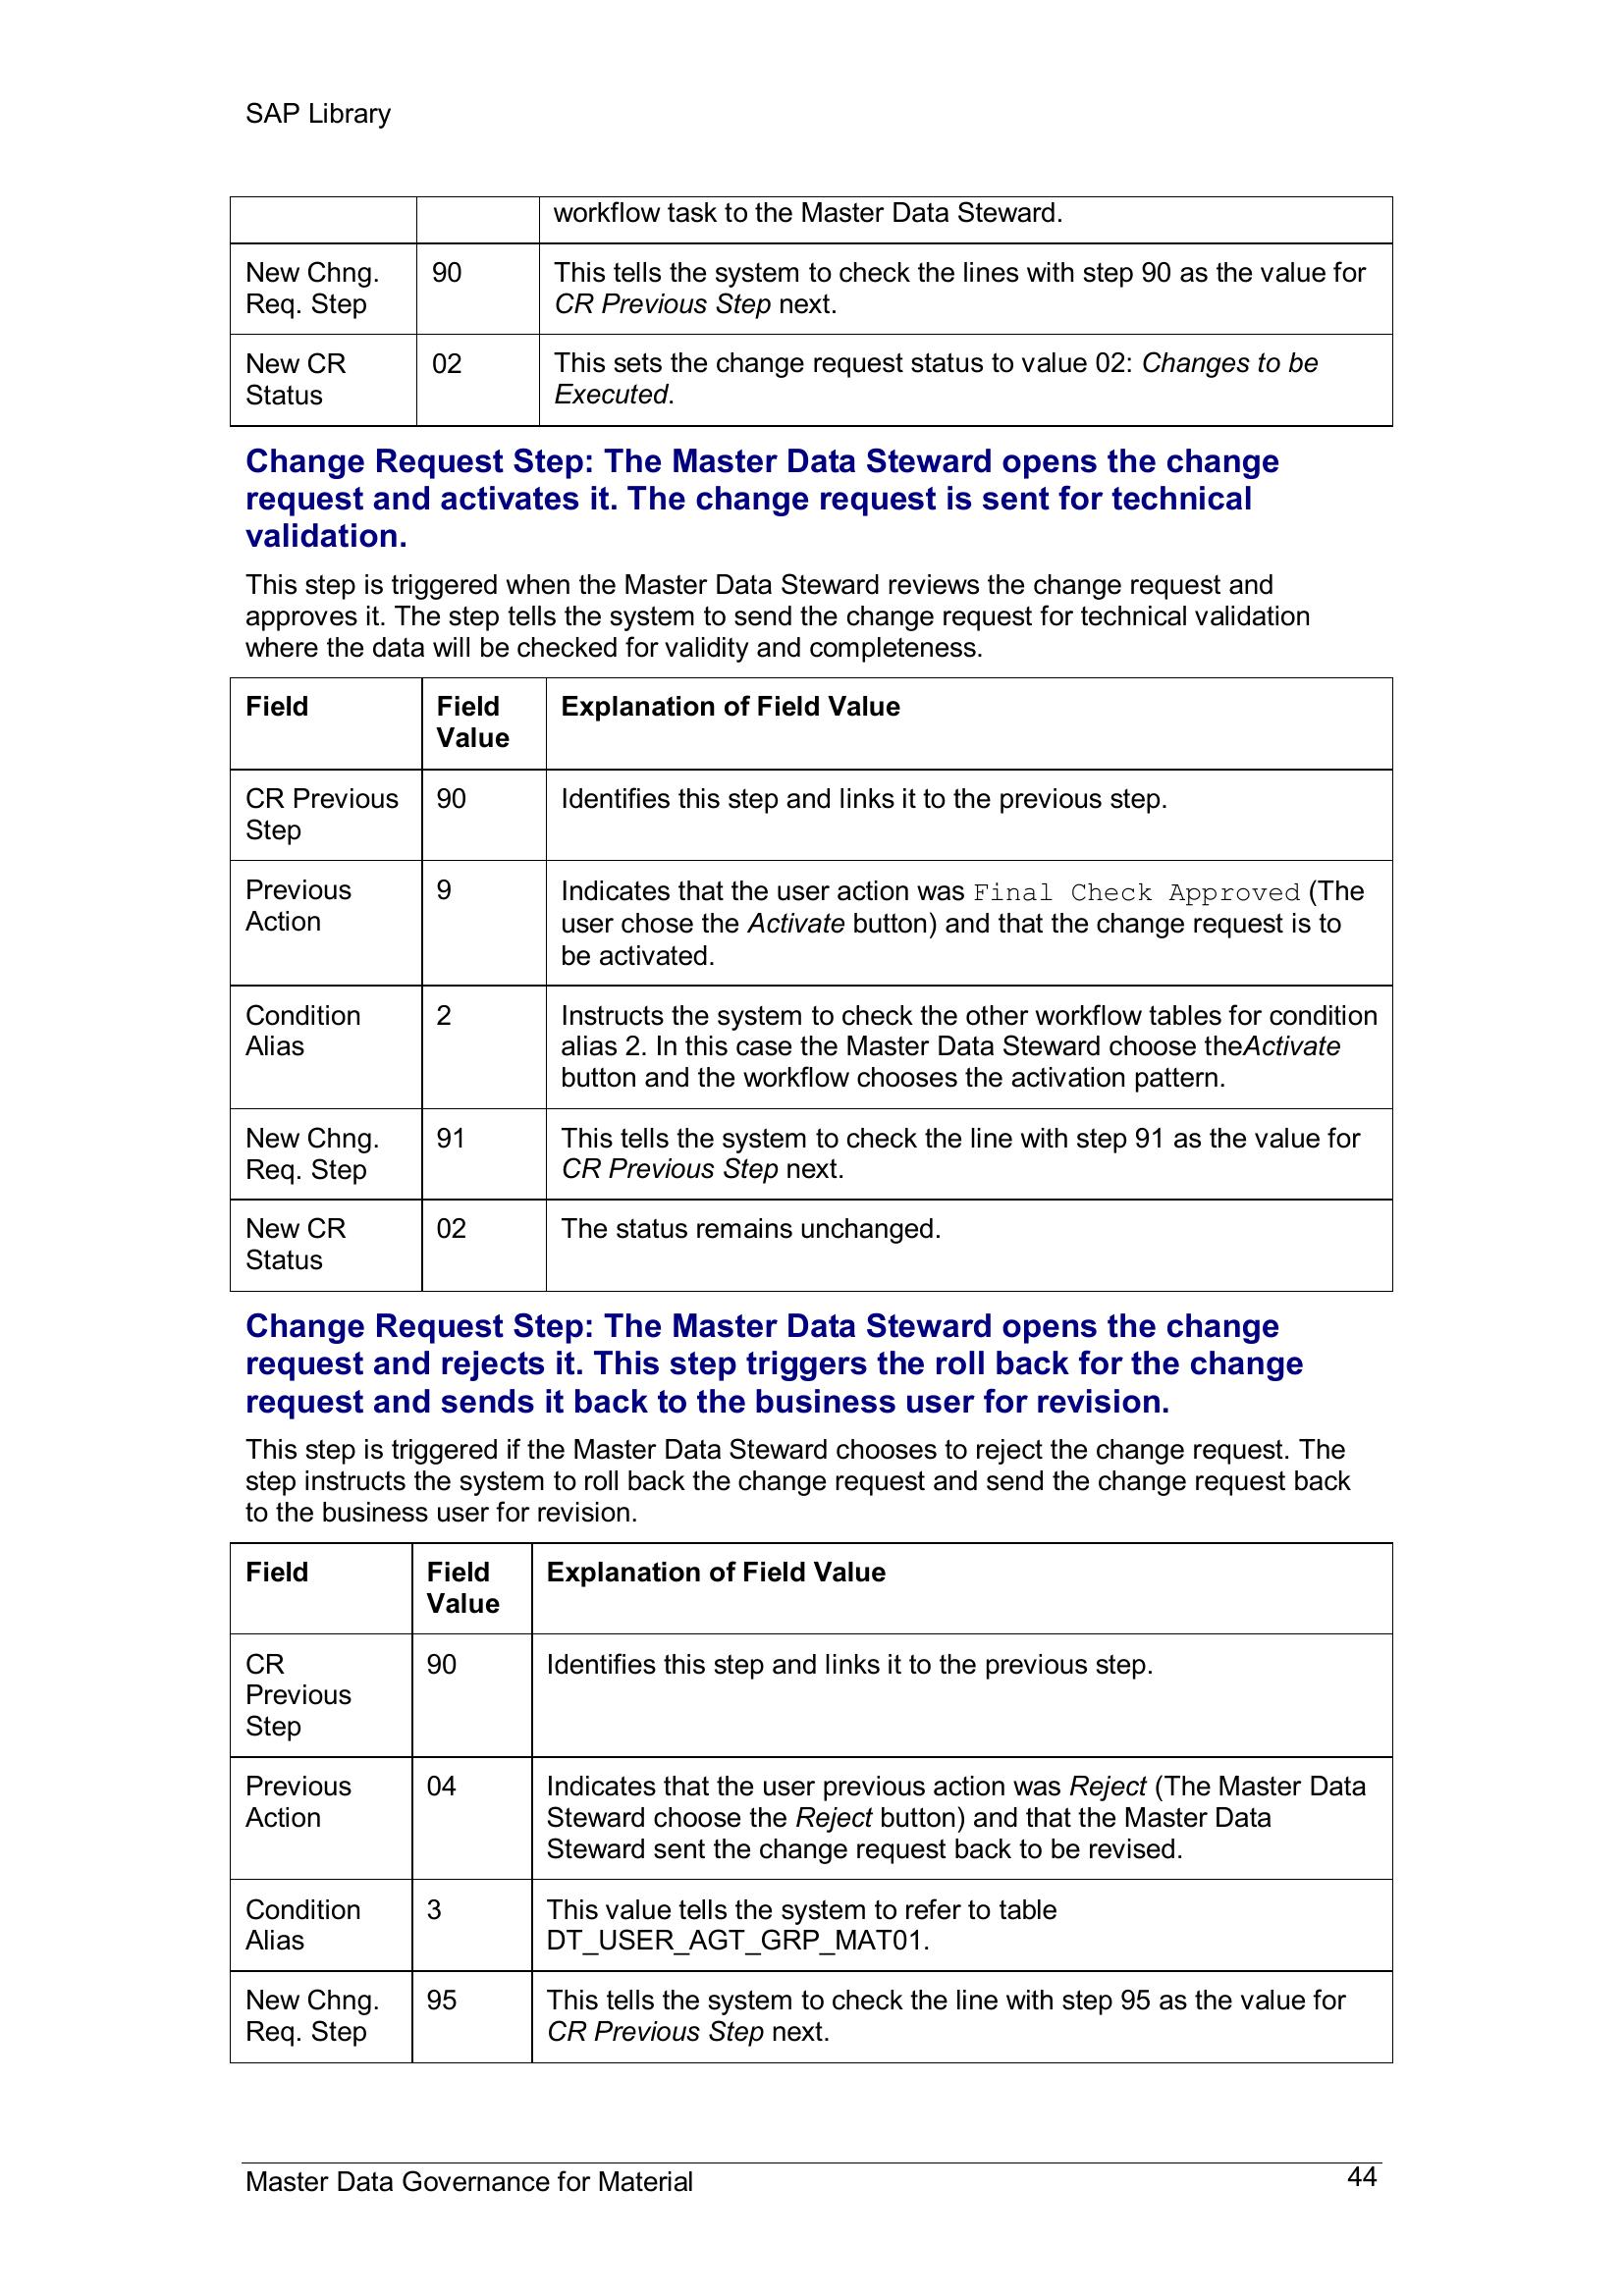 SAP Library
workflow task to the Master Data Steward.
New Chng. 90 This tells the system to check the lines with step 90 as the value for
Req. Step CR Previous Step next.
New CR 02 This sets the change request status to value 02: Changes to be
Status Executed.
Change Request Step: The Master Data Steward opens the change
request and activates it. The change request is sent for technical
validation.
This step is triggered when the Master Data Steward reviews the change request and
approves it. The step tells the system to send the change request for technical validation
where the data will be checked for validity and completeness.
Field Field Explanation of Field Value
Value
CR Previous 90 Identifies this step and links it to the previous step.
Step
Previous 9 Indicates that the user action was Final Check Approved (The
Action user chose the Activate button) and that the change request is to
be activated.
Condition 2 Instructs the system to check the other workflow tables for condition
Alias alias 2. In this case the Master Data Steward choose theActivate
button and the workflow chooses the activation pattern.
New Chng. 91 This tells the system to check the line with step 91 as the value for
Req. Step CR Previous Step next.
New CR 02 The status remains unchanged.
Status
Change Request Step: The Master Data Steward opens the change
request and rejects it. This step triggers the roll back for the change
request and sends it back to the business user for revision.
This step is triggered if the Master Data Steward chooses to reject the change request. The
step instructs the system to roll back the change request and send the change request back
to the business user for revision.
Field Field Explanation of Field Value
Value
CR 90 Identifies this step and links it to the previous step.
Previous
Step
Previous 04 Indicates that the user previous action was Reject (The Master Data
Action Steward choose the Reject button) and that the Master Data
Steward sent the change request back to be revised.
Condition 3 This value tells the system to refer to table
Alias DT_USER_AGT_GRP_MAT01.
New Chng. 95 This tells the system to check the line with step 95 as the value for
Req. Step CR Previous Step next.
Master Data Governance for Material 44